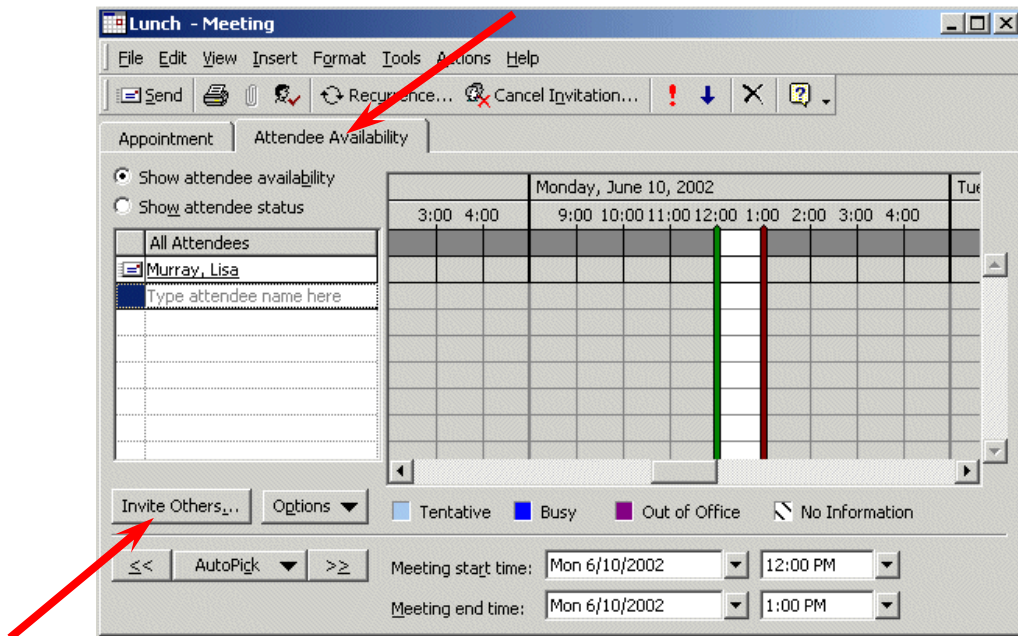 Lunch - Meeting
File Edit View Insert Format Tools Actions Help
Send Recurrence... Cancel Invitation...
Appointment Attendee Availability
Show attendee availability
Show attendee status
Monday, June 10, 2002 Tue
3:00 4:00 9:00 10:00 11:00 12:00 1:00 2:00 3:00 4:00
All Attendees
Murray, Lisa
Type attendee name here
Invite Others... Options
Tentative Busy Out of Office No Information
<< AutoPick >>
Meeting start time: Mon 6/10/2002 12:00 PM
Meeting end time: Mon 6/10/2002 1:00 PM